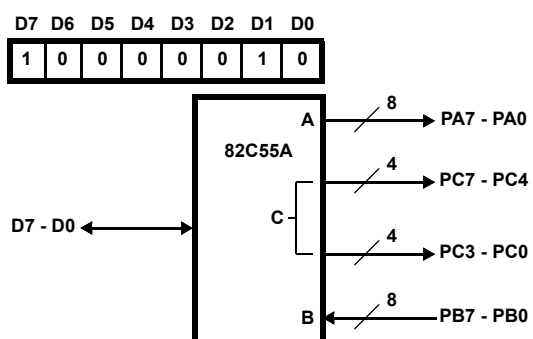 D7 D6 D5 D4 D3 D2 D1 D0
1 0 0 0 0 0 1 0
A
8
PA7 - PA0
82C55A
4
PC7 - PC4
C
D7 - D0
4
PC3 - PC0
8
B
PB7 - PB0